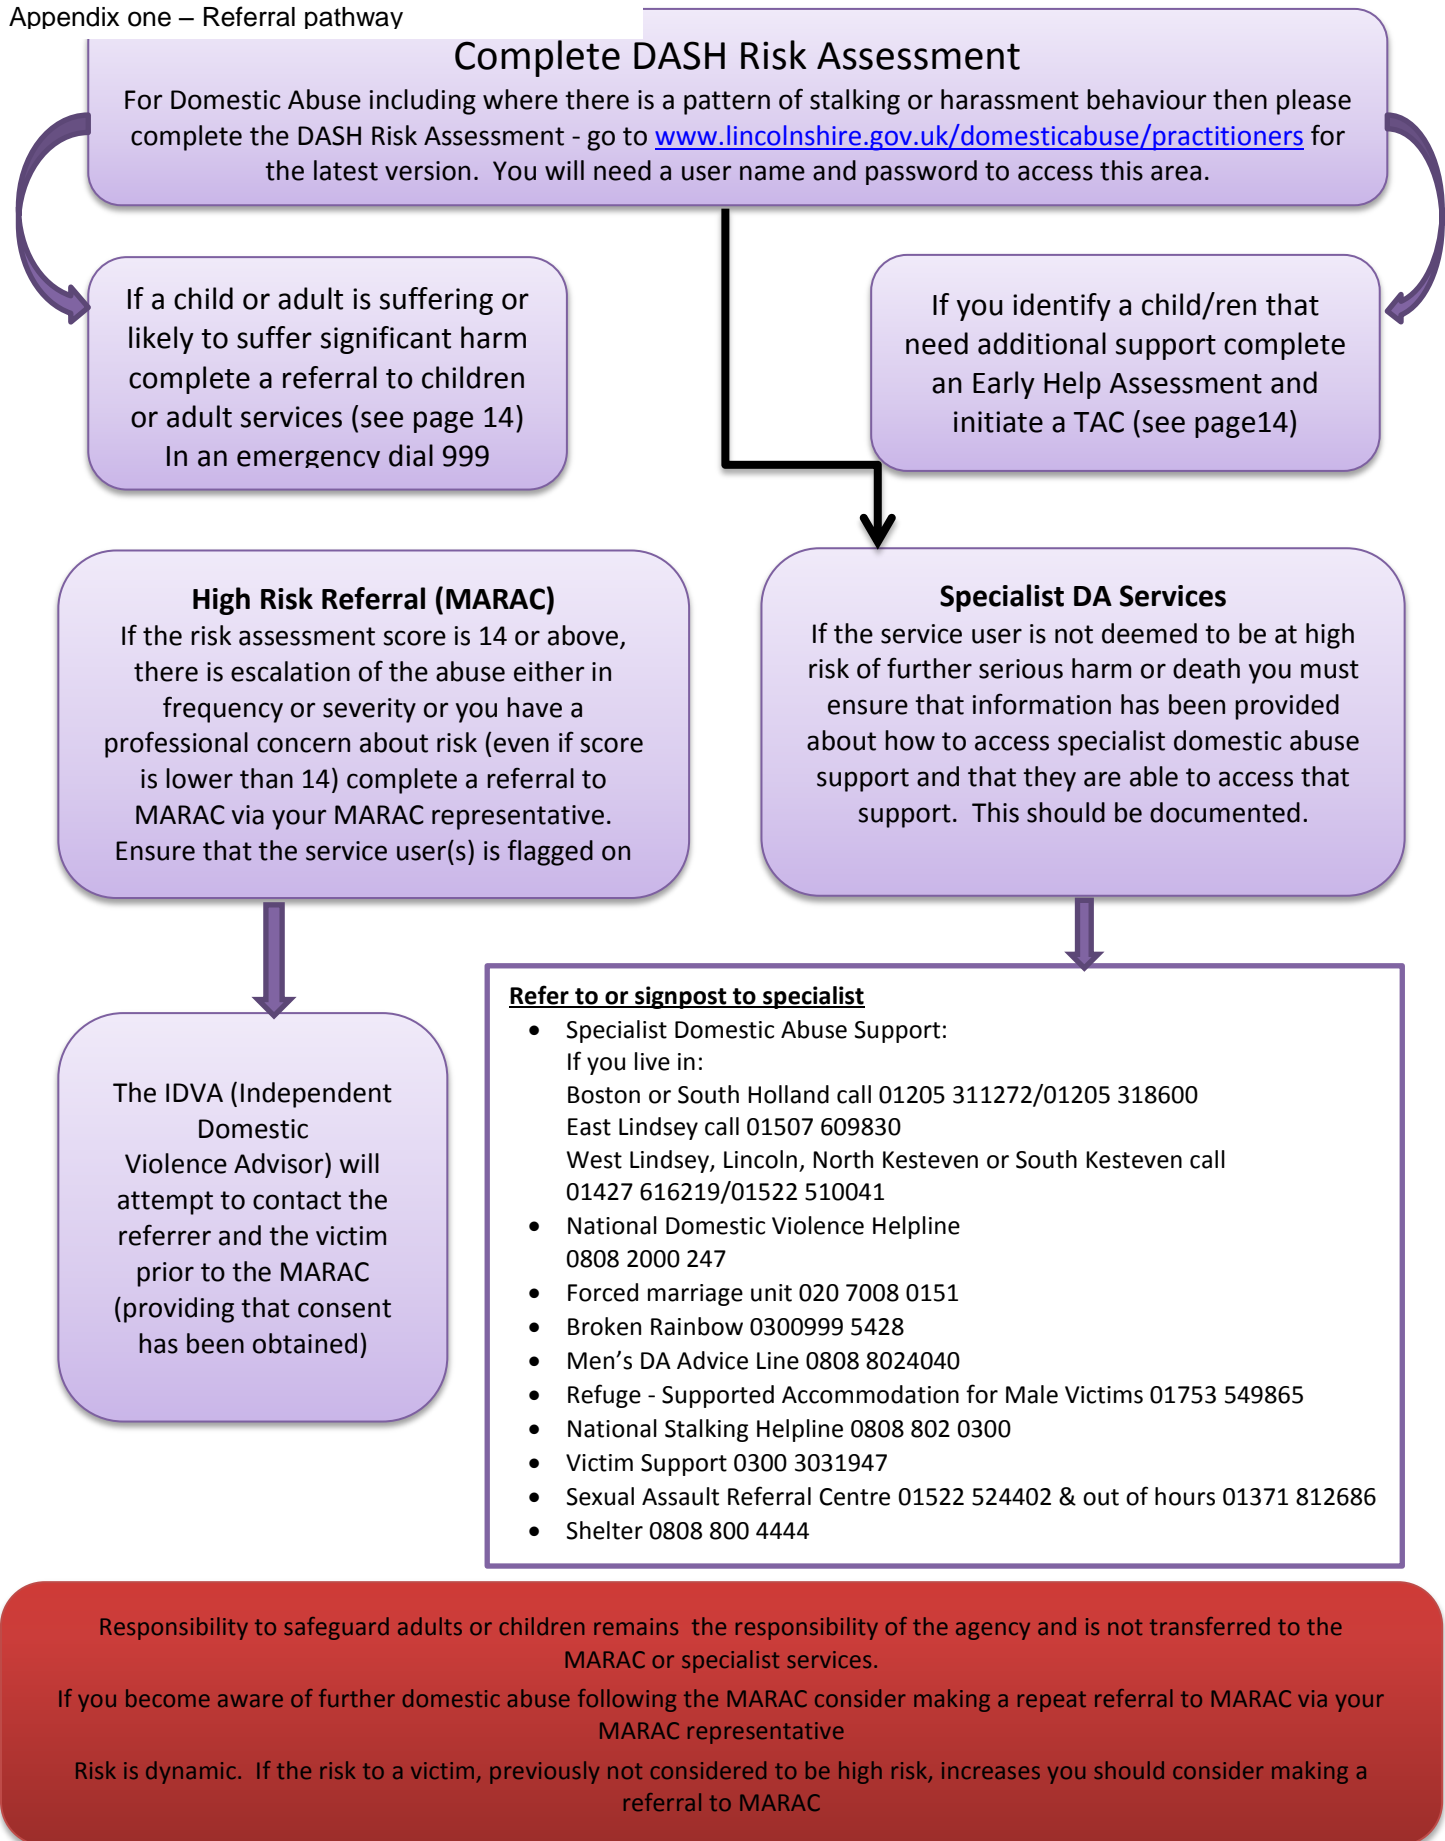 Appendix one – Referral pathway
Complete DASH Risk Assessment
For Domestic Abuse including where there is a pattern of stalking or harassment behaviour then please
complete the DASH Risk Assessment - go to www.lincolnshire.gov.uk/domesticabuse/practitioners for
the latest version.  You will need a user name and password to access this area.
If a child or adult is suffering or
likely to suffer significant harm
complete a referral to children
or adult services (see page 14)
In an emergency dial 999
If you identify a child/ren that
need additional support complete
an Early Help Assessment and
initiate a TAC (see page14)
High Risk Referral (MARAC)
If the risk assessment score is 14 or above,
there is escalation of the abuse either in
frequency or severity or you have a
professional concern about risk (even if score
is lower than 14) complete a referral to
MARAC via your MARAC representative.
Ensure that the service user(s) is flagged on
Specialist DA Services
If the service user is not deemed to be at high
risk of further serious harm or death you must
ensure that information has been provided
about how to access specialist domestic abuse
support and that they are able to access that
support.  This should be documented.
The IDVA (Independent
Domestic
Violence Advisor) will
attempt to contact the
referrer and the victim
prior to the MARAC
(providing that consent
has been obtained)
Refer to or signpost to specialist
• Specialist Domestic Abuse Support:
If you live in:
Boston or South Holland call 01205 311272/01205 318600
East Lindsey call 01507 609830
West Lindsey, Lincoln, North Kesteven or South Kesteven call
01427 616219/01522 510041
• National Domestic Violence Helpline
0808 2000 247
• Forced marriage unit 020 7008 0151
• Broken Rainbow 0300999 5428
• Men’s DA Advice Line 0808 8024040
• Refuge - Supported Accommodation for Male Victims 01753 549865
• National Stalking Helpline 0808 802 0300
• Victim Support 0300 3031947
• Sexual Assault Referral Centre 01522 524402 & out of hours 01371 812686
• Shelter 0808 800 4444
Responsibility to safeguard adults or children remains  the responsibility of the agency and is not transferred to the
MARAC or specialist services.
If you become aware of further domestic abuse following the MARAC consider making a repeat referral to MARAC via your
MARAC representative
Risk is dynamic.  If the risk to a victim, previously not considered to be high risk, increases you should consider making a
referral to MARAC